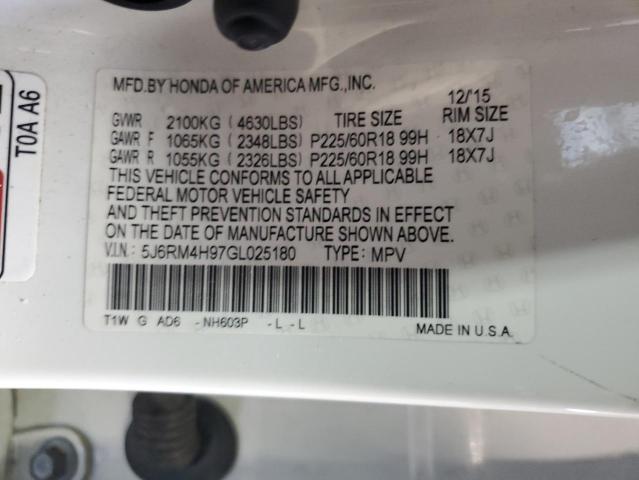 MFD.BY HONDA OF AMERICA MFG.,INC.
12/'15
GVWR 2100KG ( 4630LBS) TIRE SIZE RIM SIZE
GAWR F 1065KG ( 2348LBS) P225/60R18 99H 18X7J
GAWR R 1055KG ( 2326LBS) P225/60R18 99H 18X7J
THIS VEHICLE CONFORMS TO ALL APPLICABLE
FEDERAL MOTOR VEHICLE SAFETY
AND THEFT PREVENTION STANDARDS IN EFFECT
ON THE DATE OF MANUFACTURE SHOWN ABOVE.
V.I.N.: 5J6RM4H97GL025180 TYPE: MPV
T1W G AD6 -NH603P -L -L
MADE IN U.S.A.
T0A A6